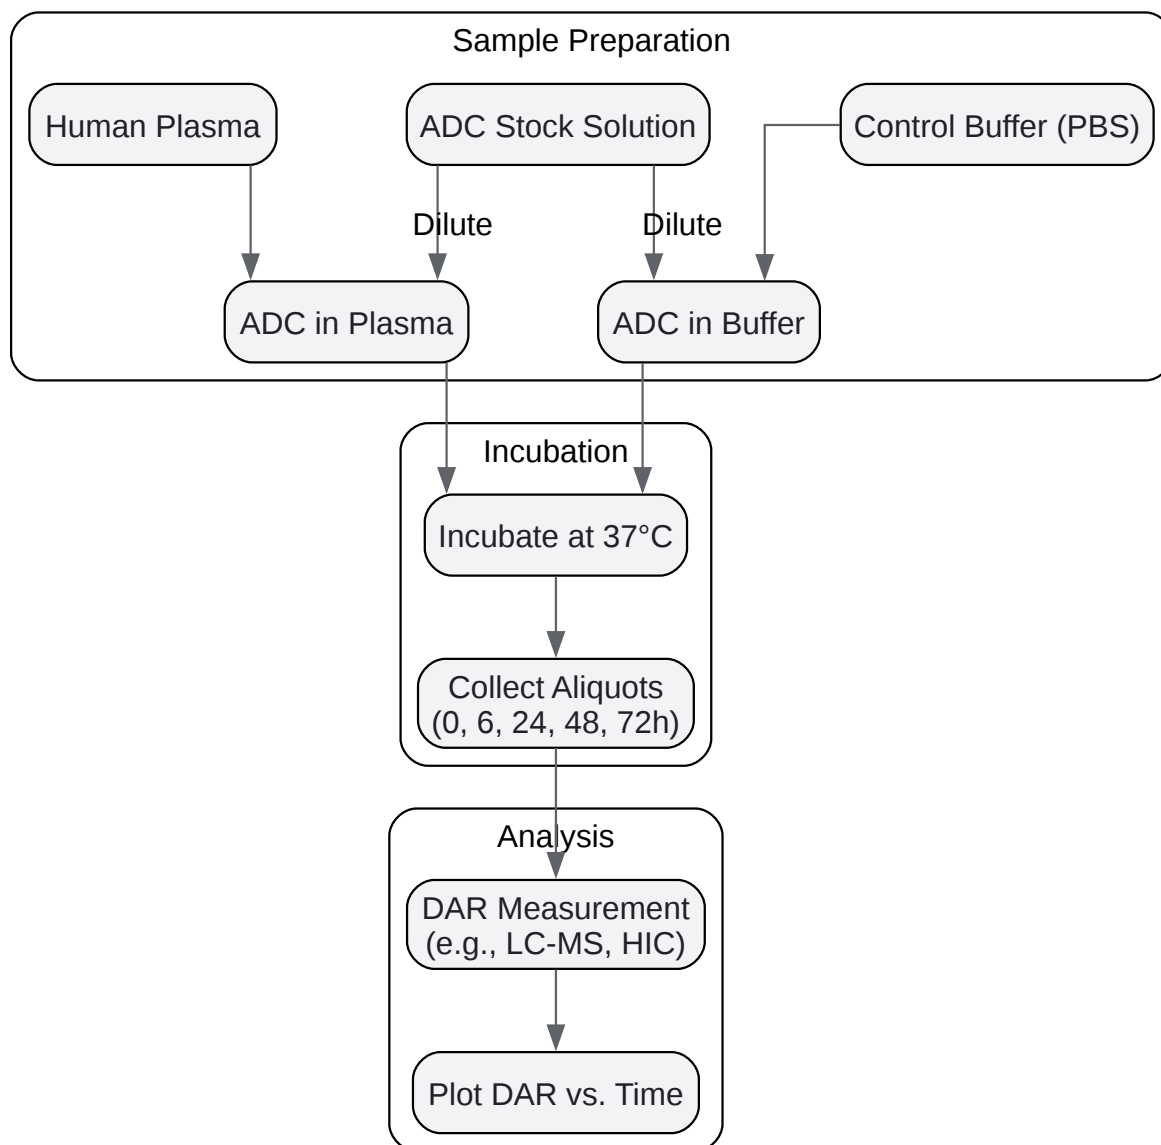 Sample Preparation
Human Plasma
ADC Stock Solution
Control Buffer (PBS)
Dilute
Dilute
ADC in Plasma
ADC in Buffer
Incubation
Incubate at 37°C
Collect Aliquots
(0, 6, 24, 48, 72h)
Analysis
DAR Measurement
(e.g., LC-MS, HIC)
Plot DAR vs. Time